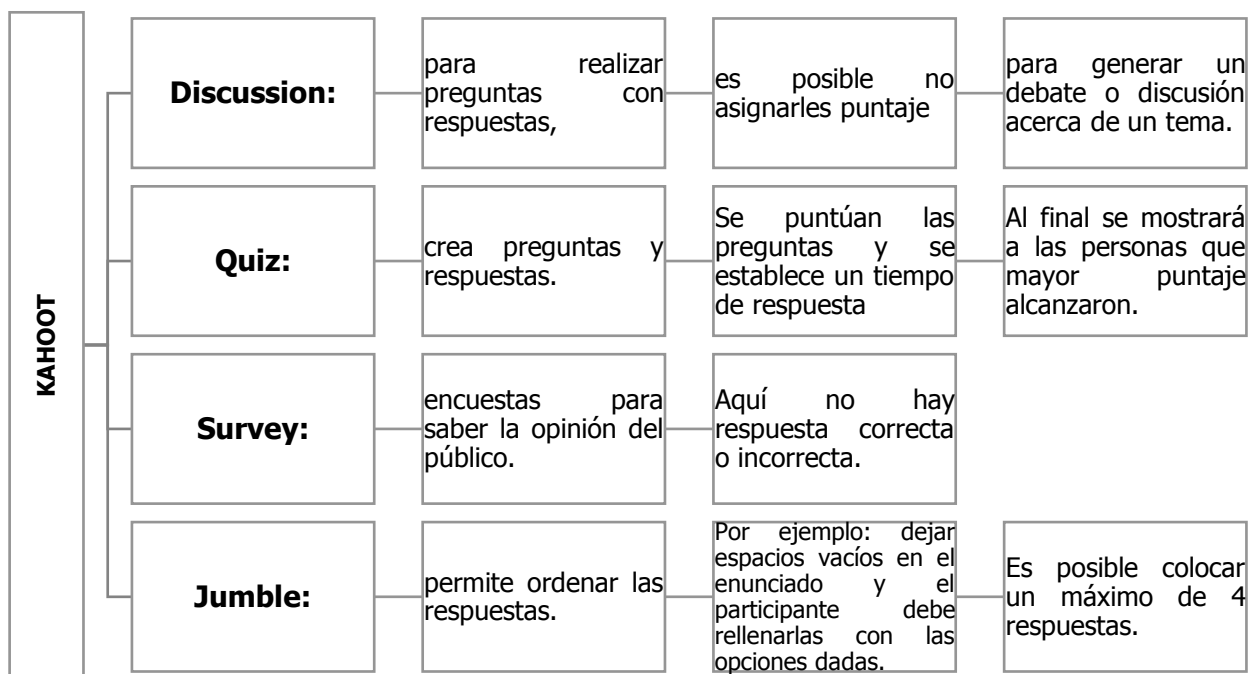 KAHOOT
Discussion:
para realizar
preguntas con
respuestas,
es posible no
asignarles puntaje
para generar un
debate o discusión
acerca de un tema.
Quiz:
crea preguntas y
respuestas.
Se puntúan las
preguntas y se
establece un tiempo
de respuesta
Al final se mostrará
a las personas que
mayor puntaje
alcanzaron.
Survey:
encuestas para
saber la opinión del
público.
Aquí no hay
respuesta correcta
o incorrecta.
Jumble:
permite ordenar las
respuestas.
Por ejemplo: dejar
espacios vacíos en el
enunciado y el
participante debe
rellenarlas con las
opciones dadas.
Es posible colocar
un máximo de 4
respuestas.